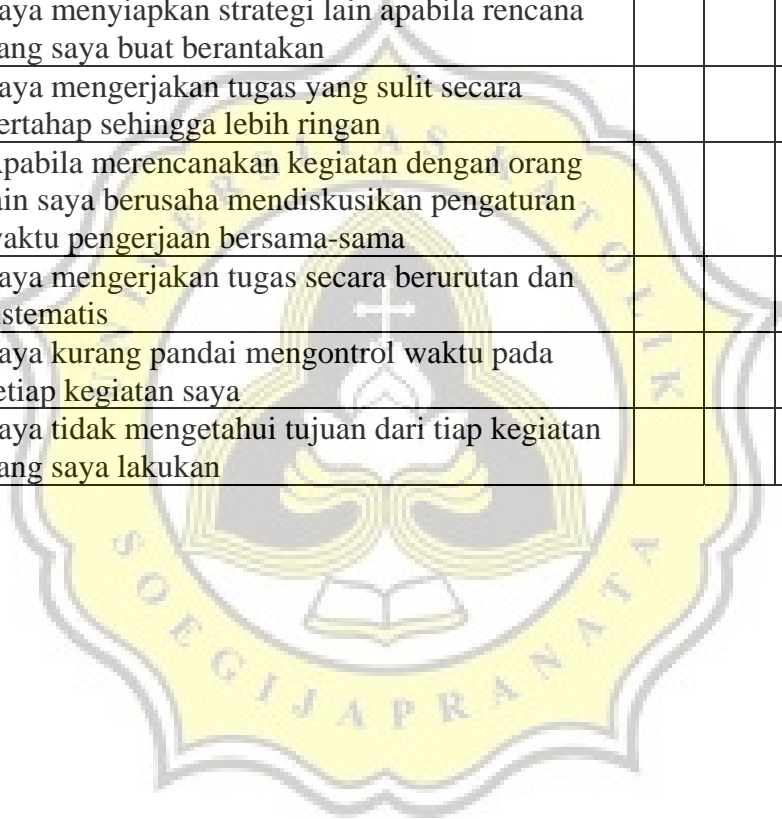 aya menyiapkan strategi lain apabila rencana
ang saya buat berantakan
aya mengerjakan tugas yang sulit secara
ertahap sehingga lebih ringan
pabila merencanakan kegiatan dengan orang
ain saya berusaha mendiskusikan pengaturan
aktu pengerjaan bersama-sama
aya mengerjakan tugas secara berurutan dan
istematis
aya kurang pandai mengontrol waktu pada
etiap kegiatan saya
aya tidak mengetahui tujuan dari tiap kegiatan
ang saya lakukan
UNIVERSITAS KATOLIK
SOEGIJAPRANATA